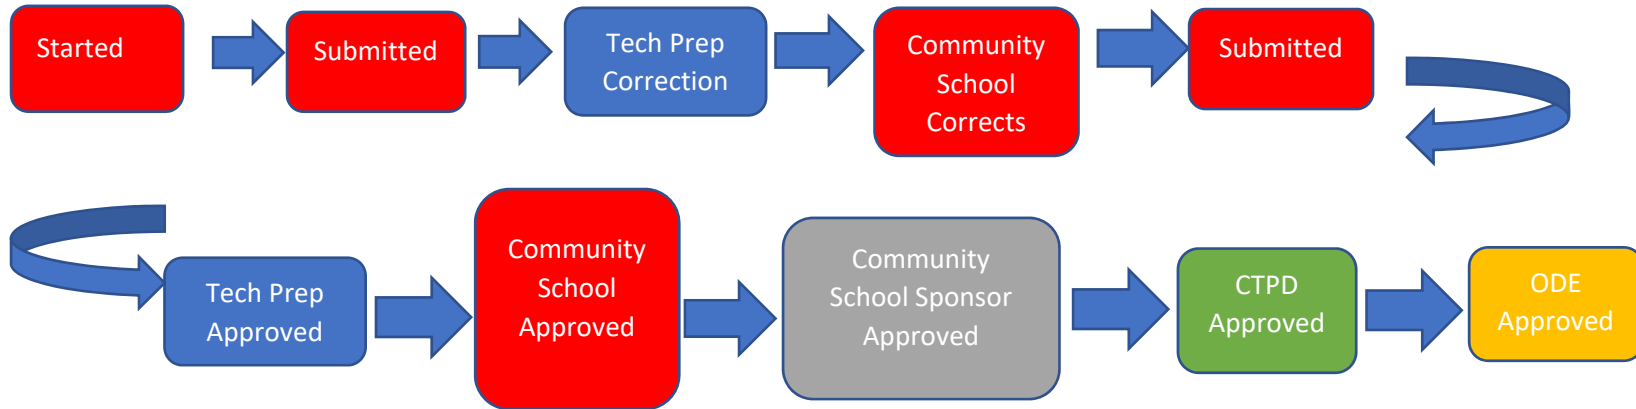 Started
Submitted
Tech Prep
Correction
Community
School
Corrects
Submitted
Tech Prep
Approved
Community
School
Approved
Community
School Sponsor
Approved
CTPD
Approved
ODE
Approved